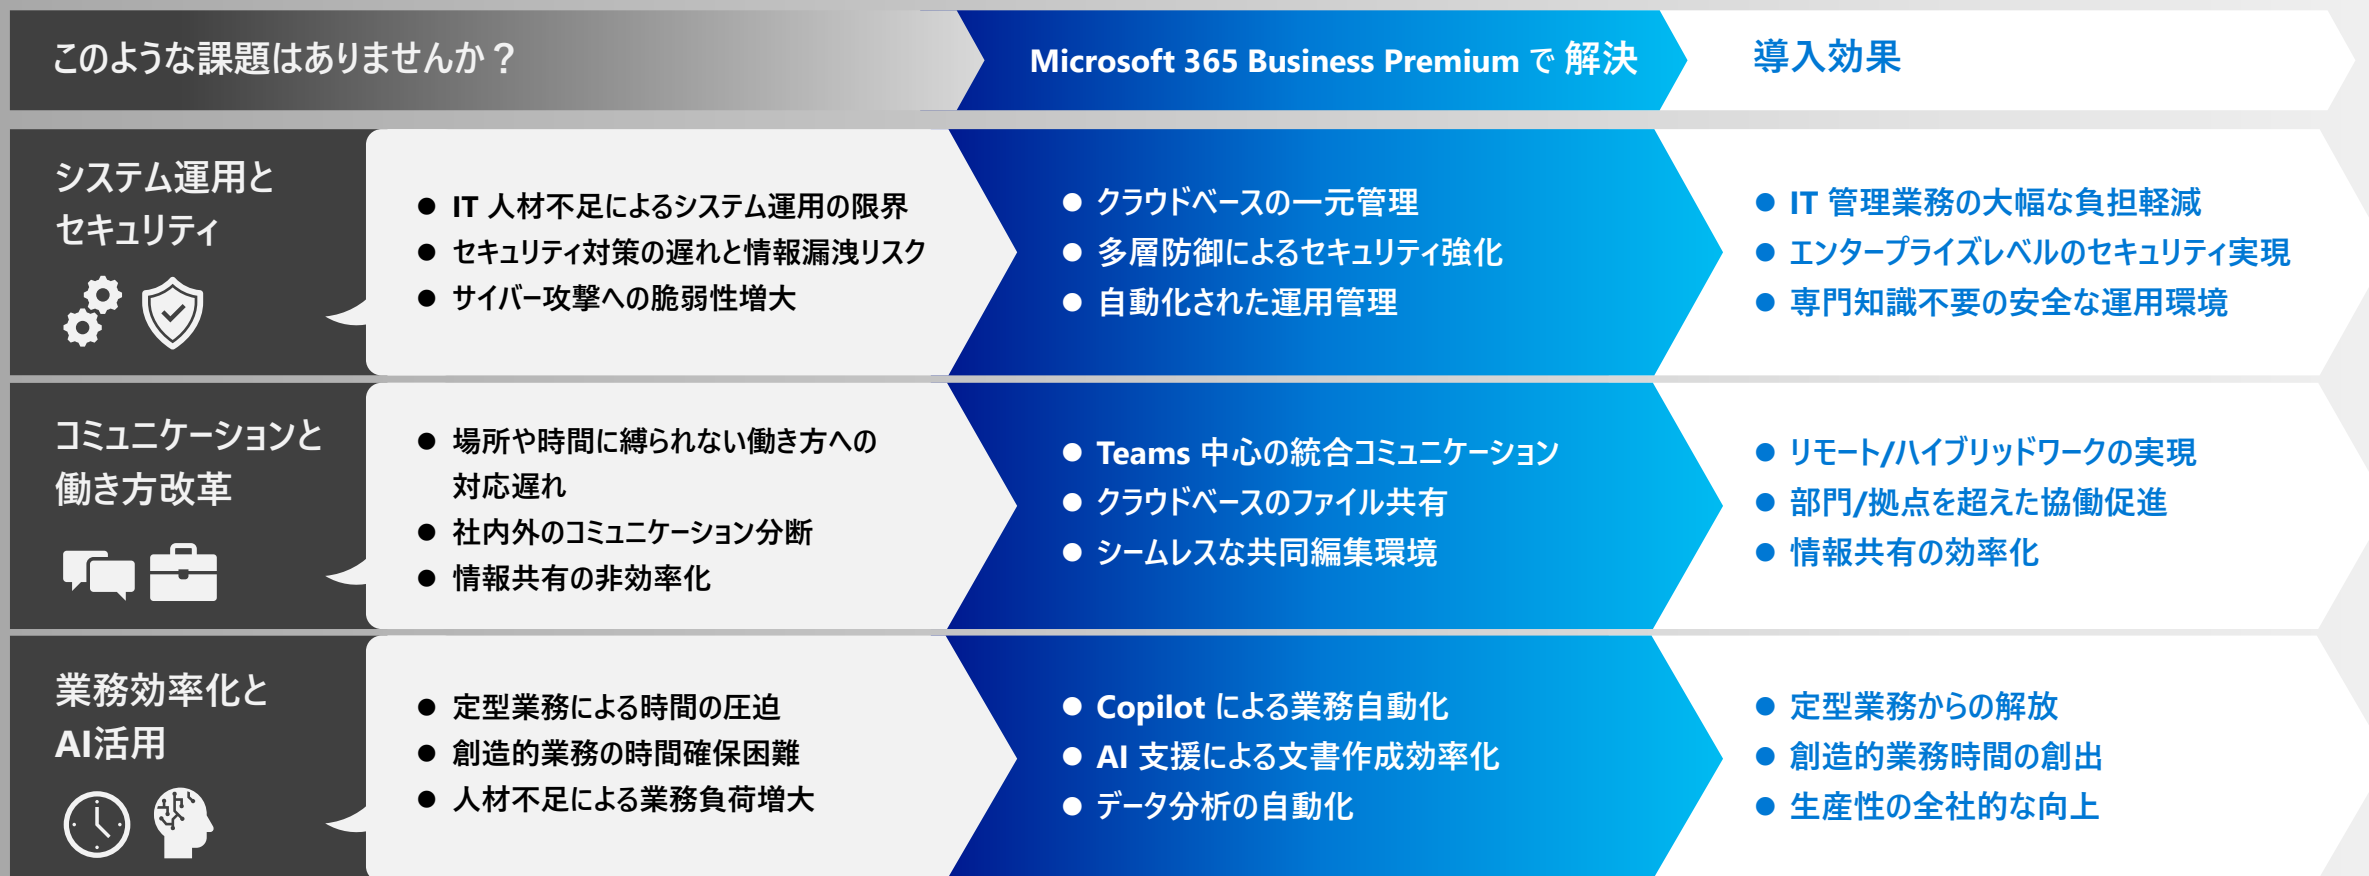 このような課題はありませんか？
Microsoft 365 Business Premium で 解決
導入効果
システム運用と
セキュリティ
● IT 人材不足によるシステム運用の限界
● セキュリティ対策の遅れと情報漏洩リスク
● サイバー攻撃への脆弱性増大
● クラウドベースの一元管理
● 多層防御によるセキュリティ強化
● 自動化された運用管理
● IT 管理業務の大幅な負担軽減
● エンタープライズレベルのセキュリティ実現
● 専門知識不要の安全な運用環境
コミュニケーションと
働き方改革
● 場所や時間に縛られない働き方への
対応遅れ
● 社内外のコミュニケーション分断
● 情報共有の非効率化
● Teams 中心の統合コミュニケーション
● クラウドベースのファイル共有
● シームレスな共同編集環境
● リモート/ハイブリッドワークの実現
● 部門/拠点を超えた協働促進
● 情報共有の効率化
業務効率化と
AI活用
● 定型業務による時間の圧迫
● 創造的業務の時間確保困難
● 人材不足による業務負荷増大
● Copilot による業務自動化
● AI 支援による文書作成効率化
● データ分析の自動化
● 定型業務からの解放
● 創造的業務時間の創出
● 生産性の全社的な向上